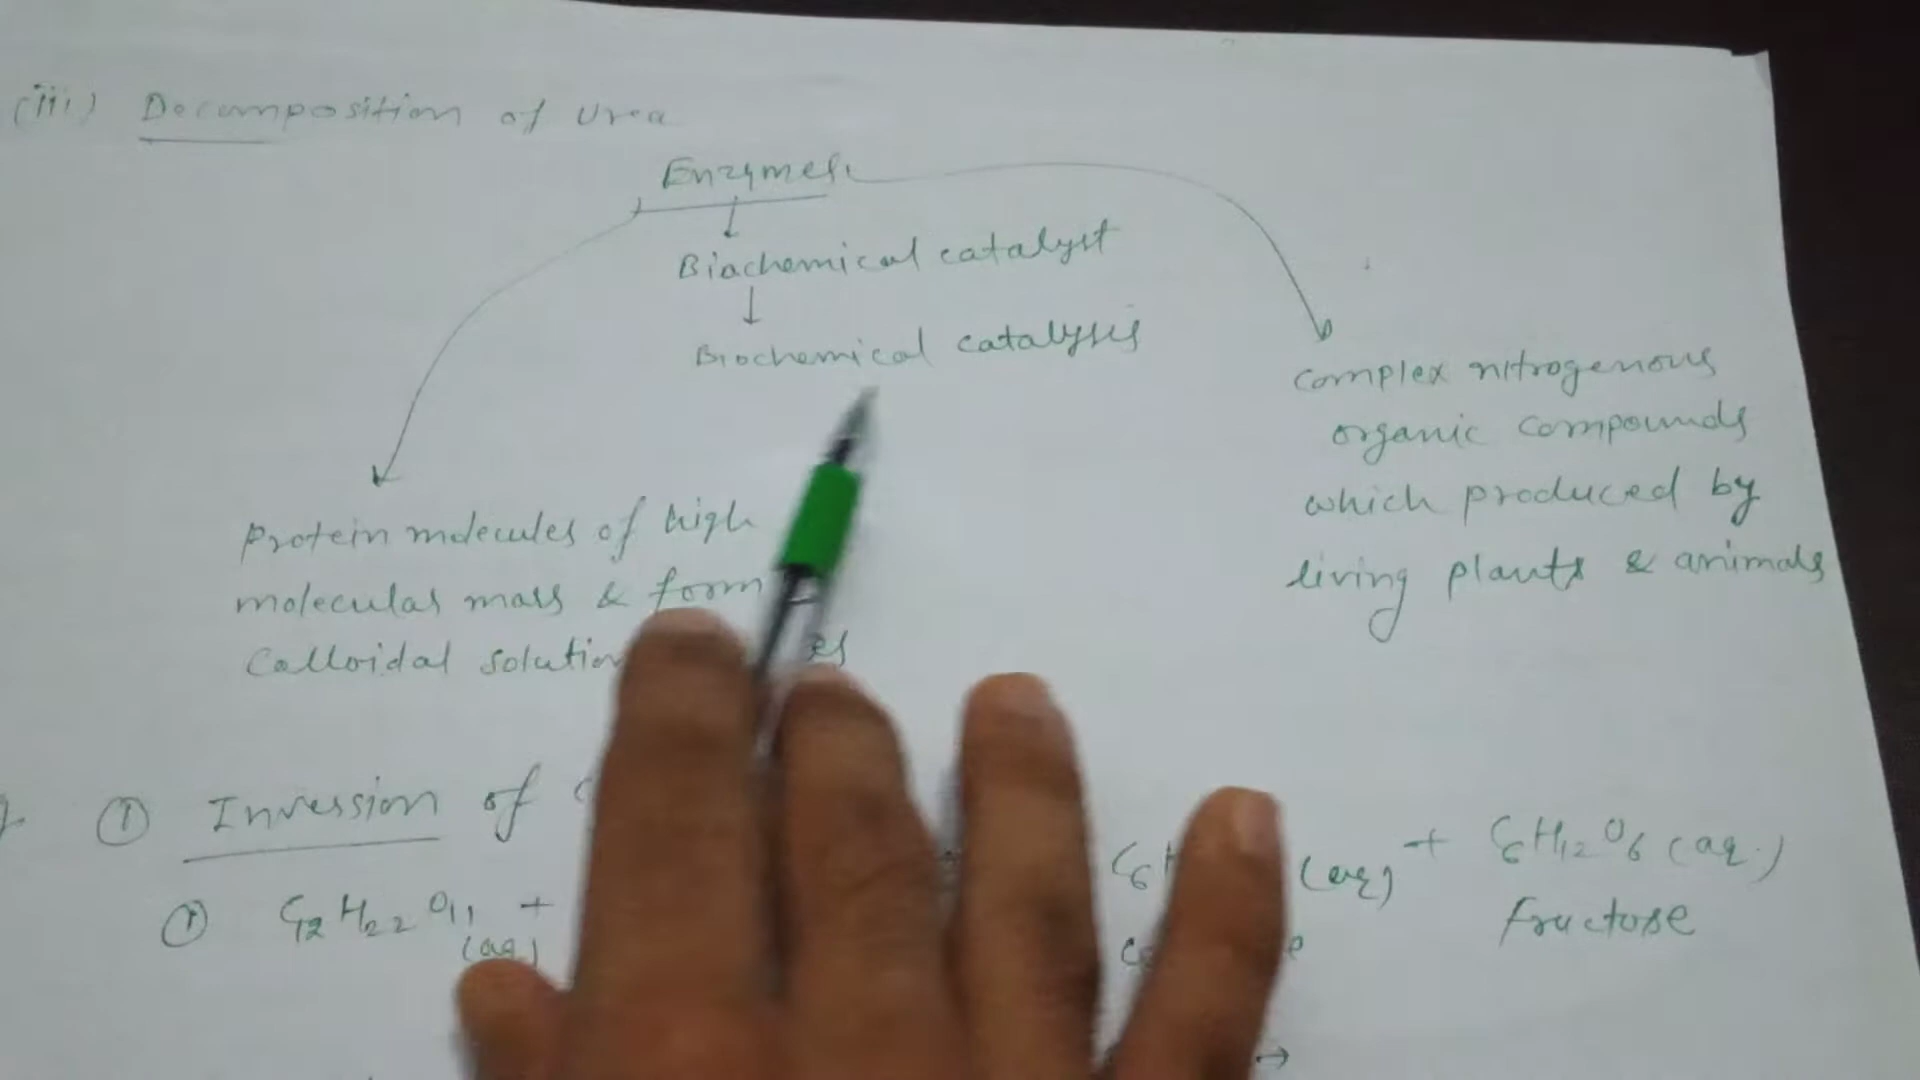 (iii) Decomposition of Urea
Enzymes
Biochemical catalyst
Biochemical catalysis
Complex nitrogenous
organic compounds
which produced by
living plants & animals
Protein molecules of high
molecular mass & form
Colloidal solution
① Inversion of
① C12H22O11 + (aq) + C6H12O6 (aq.)
(aq)
fructose
→